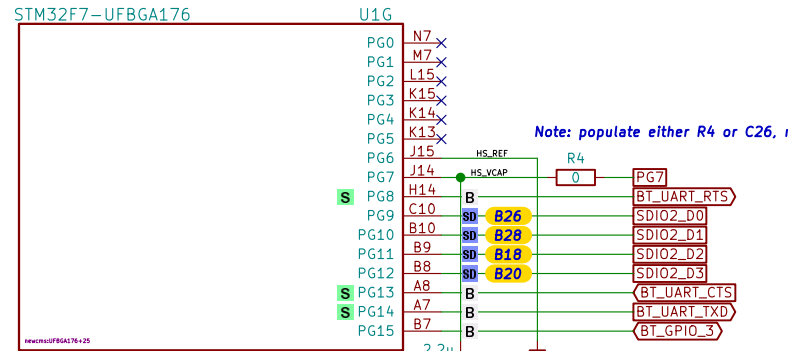 STM32F7-UFBGA176 U1G
PG0 N7
PG1 M7
PG2 L15
PG3 K15
PG4 K14
PG5 K13
Note: populate either R4 or C26,
PG6 J15 HS_REF
R4
PG7 J14 HS_VCAP 0 PG7
S PG8 H14 B BT_UART_RTS
PG9 C10 SD B26 SDIO2_D0
PG10 B10 SD B28 SDIO2_D1
PG11 B9 SD B18 SDIO2_D2
PG12 B8 SD B20 SDIO2_D3
S PG13 A8 B BT_UART_CTS
S PG14 A7 B BT_UART_TXD
PG15 B7 B BT_GPIO_3
newcms:UFBGA176+25